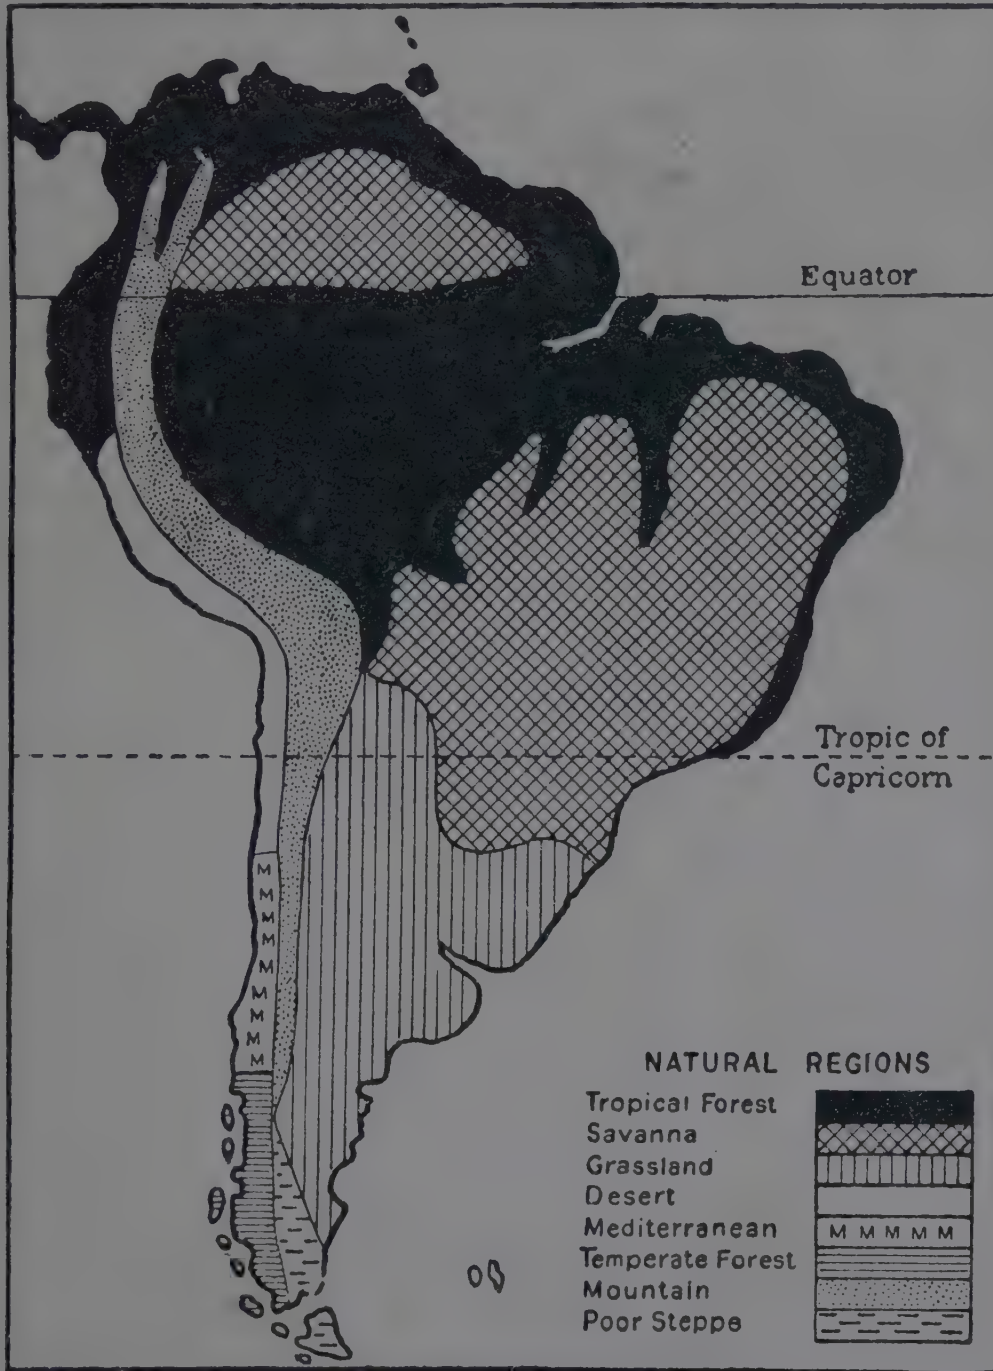 Equator
Tropic of
Capricorn
M
M
M
M
M
M
M
M
M
NATURAL REGIONS
Tropical Forest
Savanna
Grassland
Desert
Mediterranean M M M M M
Temperate Forest
Mountain
Poor Steppe